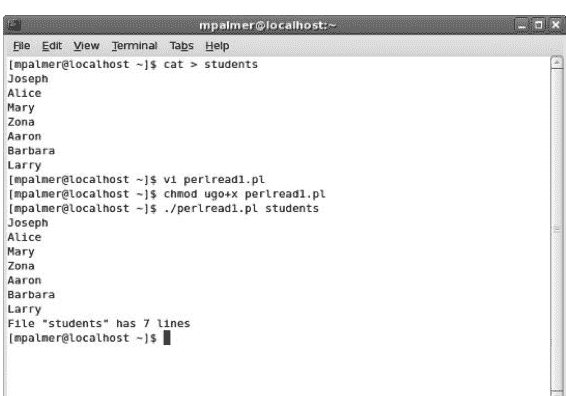 mpalmer@localhost:~
File Edit View Terminal Tabs Help
[mpalmer@localhost ~]$ cat > students
Joseph
Alice
Mary
Zona
Aaron
Barbara
Larry
[mpalmer@localhost ~]$ vi perlread1.pl
[mpalmer@localhost ~]$ chmod ugo+x perlread1.pl
[mpalmer@localhost ~]$ ./perlread1.pl students
Joseph
Alice
Mary
Zona
Aaron
Barbara
Larry
File "students" has 7 lines
[mpalmer@localhost ~]$